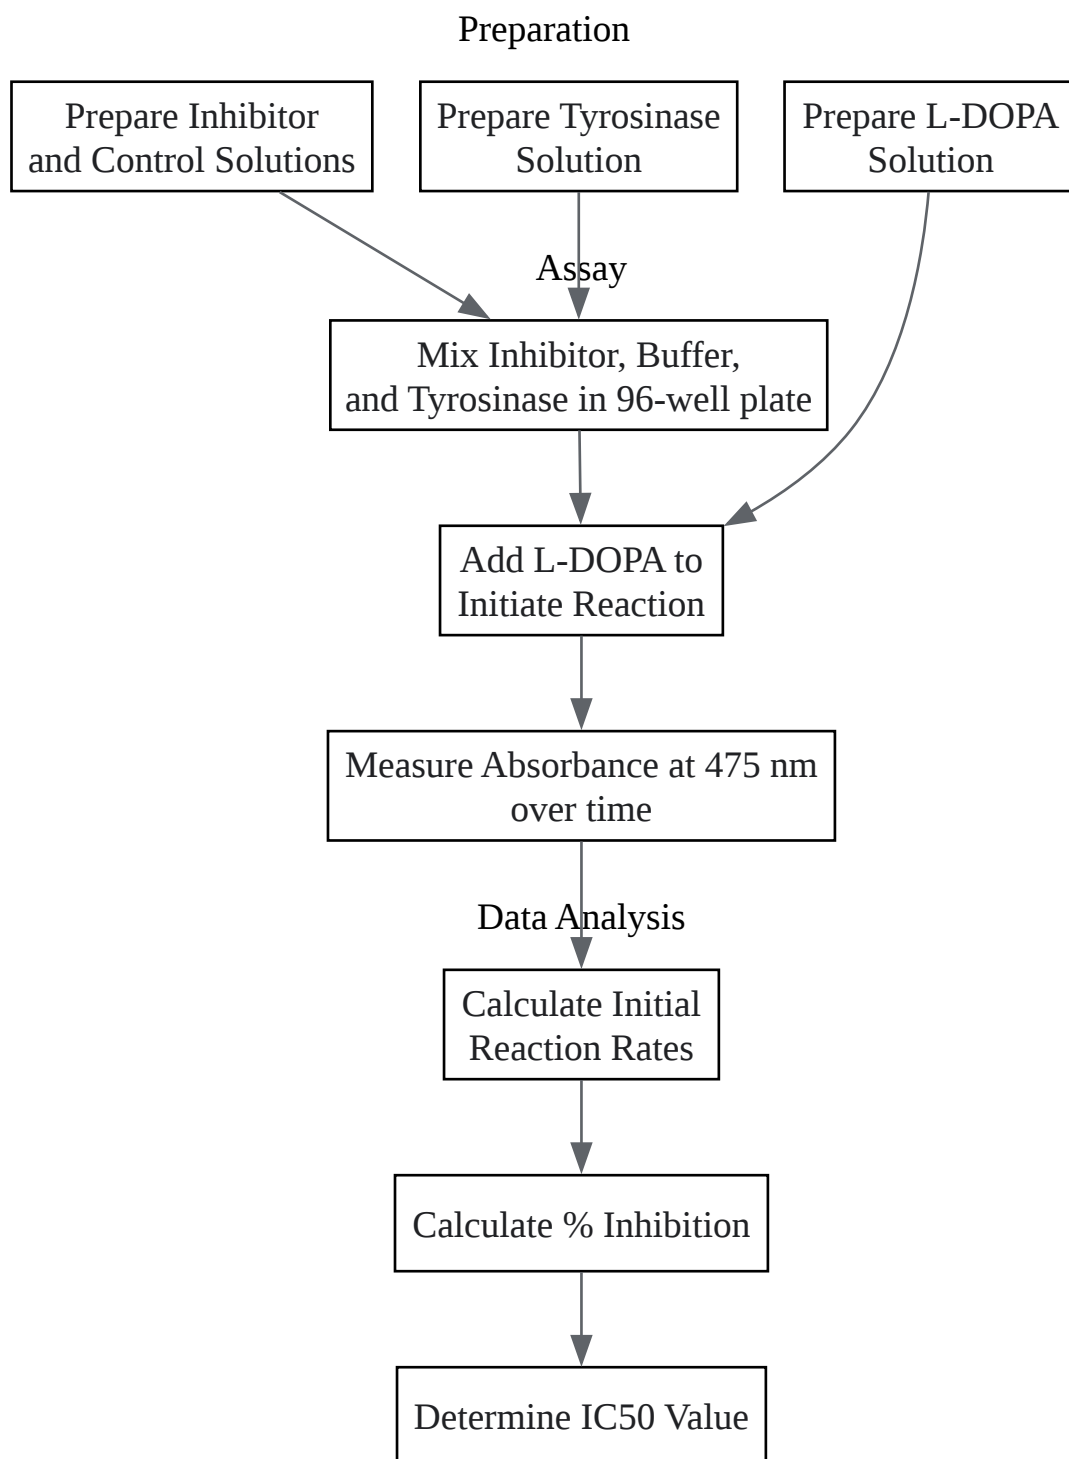 Preparation
Prepare Inhibitor
and Control Solutions
Prepare Tyrosinase
Solution
Prepare L-DOPA
Solution
Assay
Mix Inhibitor, Buffer,
and Tyrosinase in 96-well plate
Add L-DOPA to
Initiate Reaction
Measure Absorbance at 475 nm
over time
Data Analysis
Calculate Initial
Reaction Rates
Calculate % Inhibition
Determine IC50 Value